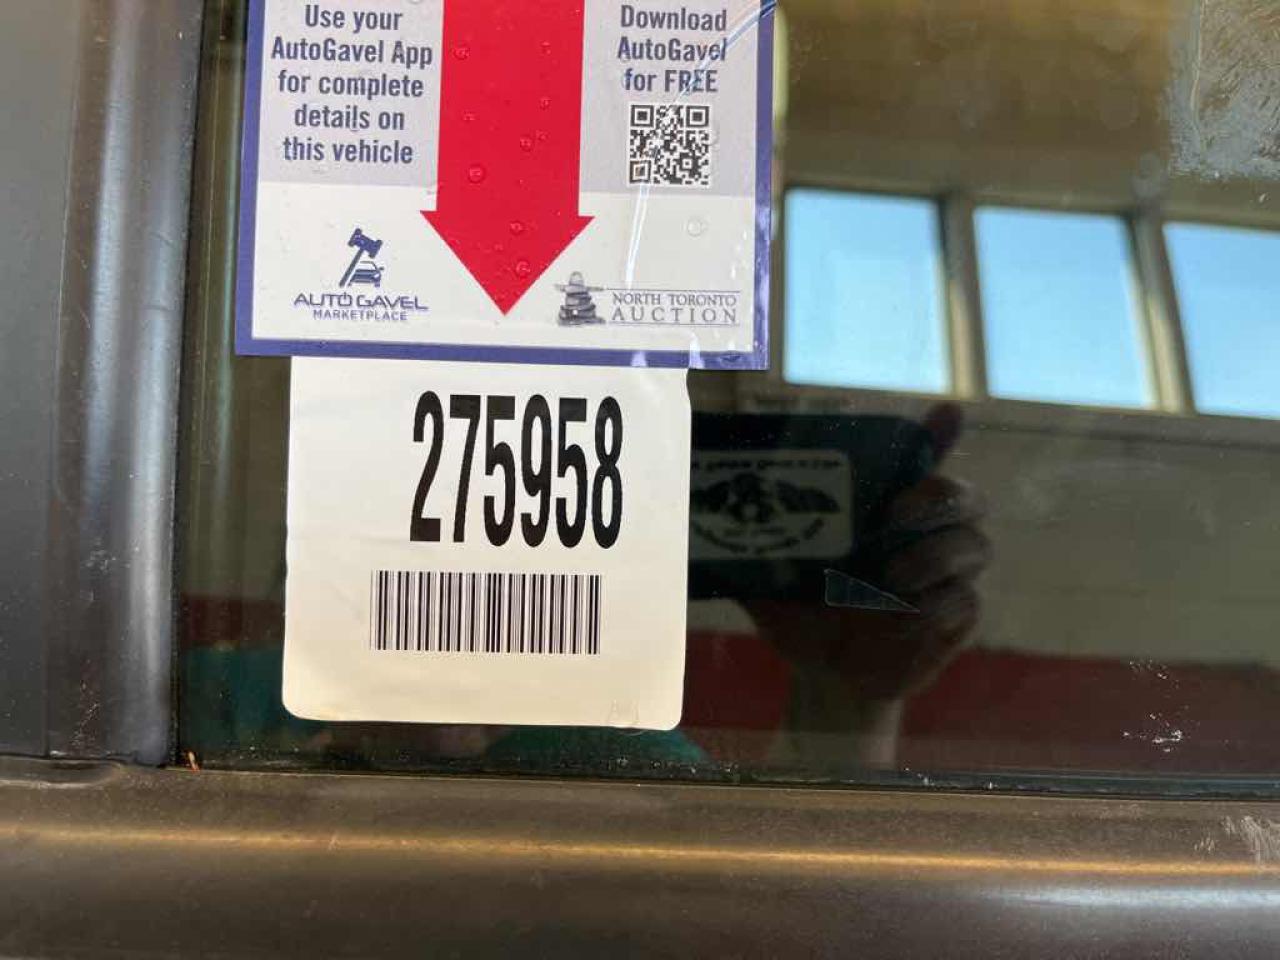 Use your
AutoGavel App
for complete
details on
this vehicle
Download
AutoGavel
for FREE
AUTO GAVEL
MARKETPLACE
NORTH TORONTO
AUCTION
275958